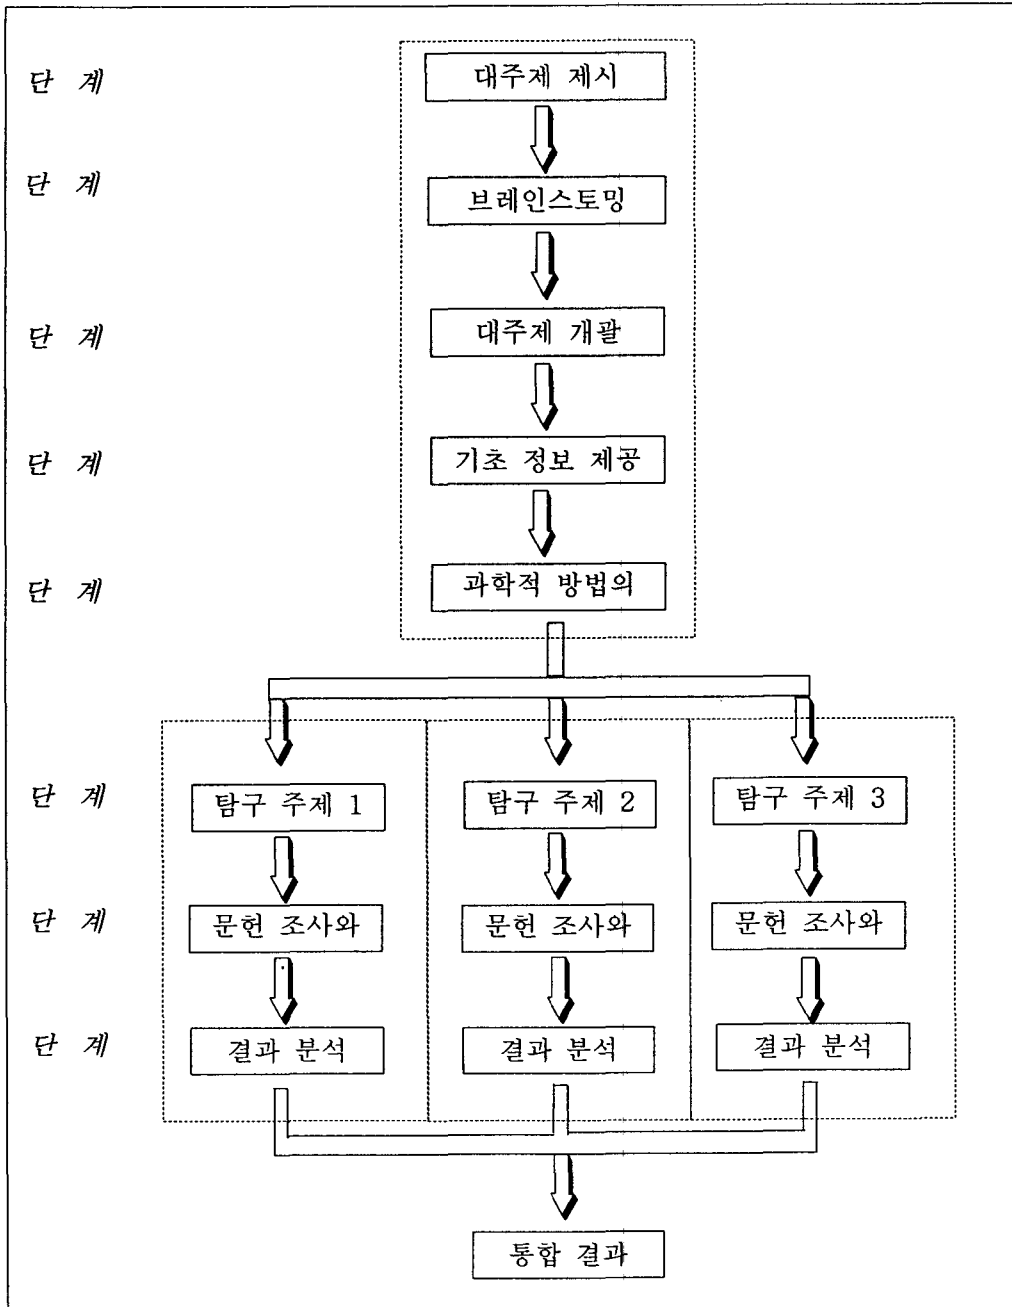 단 계
대주제 제시
단 계
브레인스토밍
단 계
대주제 개괄
단 계
기초 정보 제공
단 계
과학적 방법의
단 계
탐구 주제 1
탐구 주제 2
탐구 주제 3
단 계
문헌 조사와
문헌 조사와
문헌 조사와
단 계
결과 분석
결과 분석
결과 분석
통합 결과